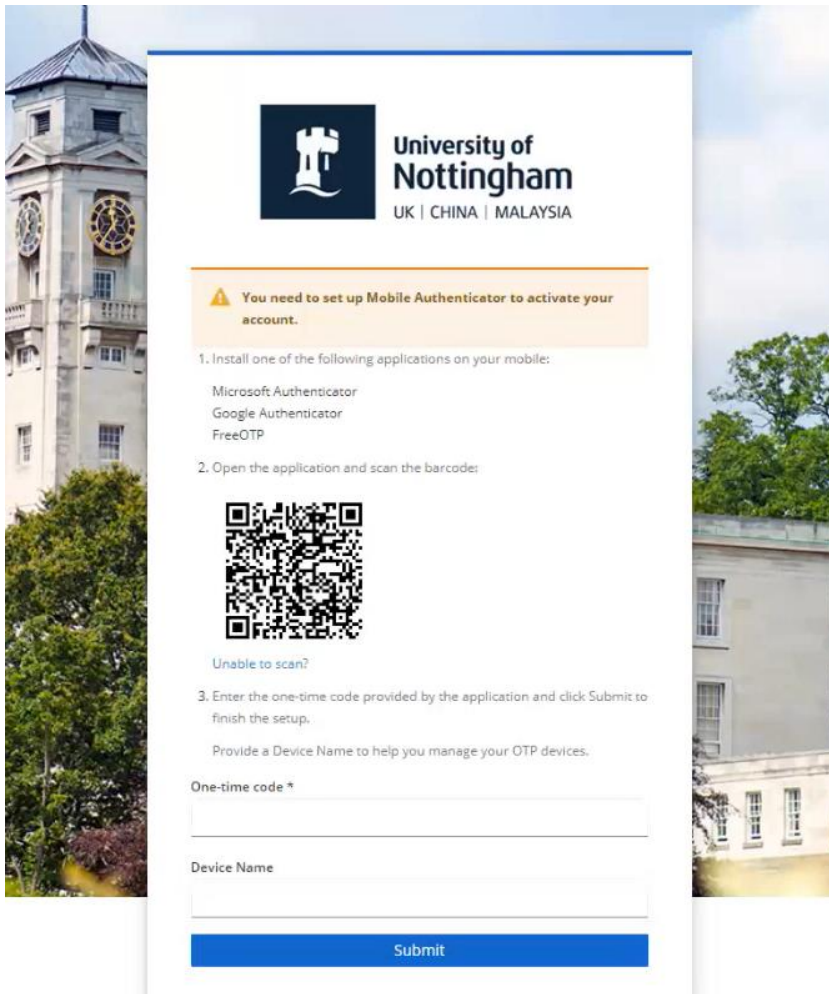 University of
Nottingham
UK | CHINA | MALAYSIA
You need to set up Mobile Authenticator to activate your
account.
1. Install one of the following applications on your mobile:
Microsoft Authenticator
Google Authenticator
FreeOTP
2. Open the application and scan the barcode:
Unable to scan?
3. Enter the one-time code provided by the application and click Submit to
finish the setup.
Provide a Device Name to help you manage your OTP devices.
One-time code *
Device Name
Submit